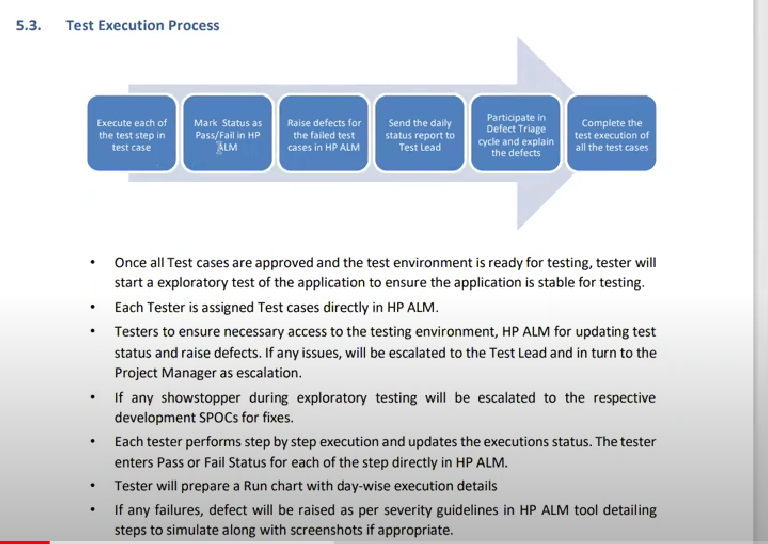 5.3. Test Execution Process
Execute each of
the test step in
test case
Mark Status as
Pass/Fail in HP
ALM
Raise defects for
the failed test
cases in HP ALM
Send the daily
status report to
Test Lead
Participate in
Defect Triage
cycle and explain
the defects
Complete the
test execution of
all the test cases
• Once all Test cases are approved and the test environment is ready for testing, tester will
start a exploratory test of the application to ensure the application is stable for testing.
• Each Tester is assigned Test cases directly in HP ALM.
• Testers to ensure necessary access to the testing environment, HP ALM for updating test
status and raise defects. If any issues, will be escalated to the Test Lead and in turn to the
Project Manager as escalation.
• If any showstopper during exploratory testing will be escalated to the respective
development SPOCs for fixes.
• Each tester performs step by step execution and updates the executions status. The tester
enters Pass or Fail Status for each of the step directly in HP ALM.
• Tester will prepare a Run chart with day-wise execution details
• If any failures, defect will be raised as per severity guidelines in HP ALM tool detailing
steps to simulate along with screenshots if appropriate.